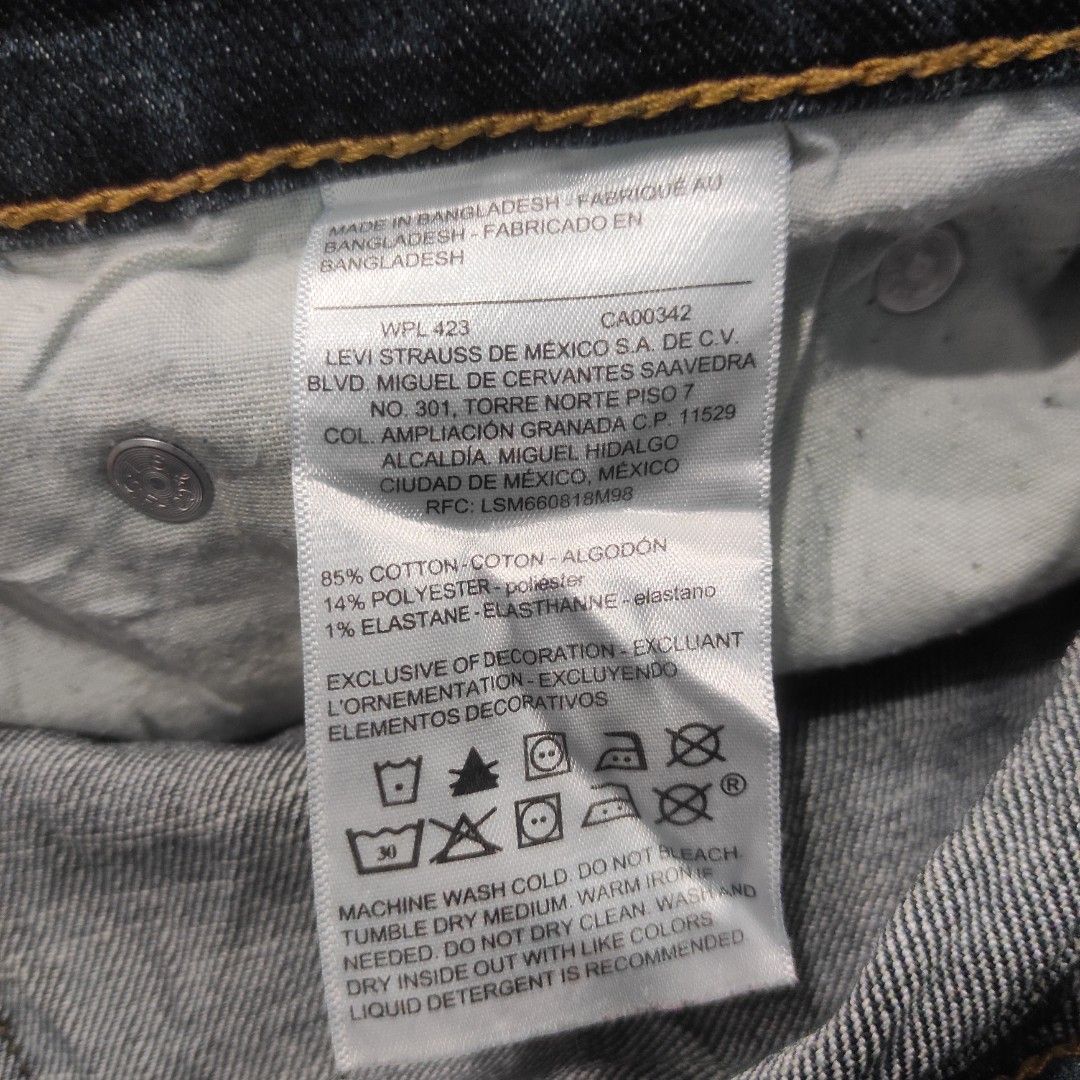 MADE IN BANGLADESH - FABRIQUÉ AU
BANGLADESH - FABRICADO EN
BANGLADESH
WPL 423 CA00342
LEVI STRAUSS DE MÉXICO S.A. DE C.V.
BLVD. MIGUEL DE CERVANTES SAAVEDRA
NO. 301, TORRE NORTE PISO 7
COL. AMPLIACIÓN GRANADA C.P. 11529
ALCALDÍA. MIGUEL HIDALGO
CIUDAD DE MÉXICO, MÉXICO
RFC: LSM660818M98
85% COTTON - COTON - ALGODÓN
14% POLYESTER - poliéster
1% ELASTANE - ÉLASTHANNE - elastano
EXCLUSIVE OF DECORATION - EXCLUANT
L'ORNEMENTATION - EXCLUYENDO
ELEMENTOS DECORATIVOS
®
30
MACHINE WASH COLD. DO NOT BLEACH.
TUMBLE DRY MEDIUM. WARM IRON IF
NEEDED. DO NOT DRY CLEAN. WASH AND
DRY INSIDE OUT WITH LIKE COLORS
LIQUID DETERGENT IS RECOMMENDED